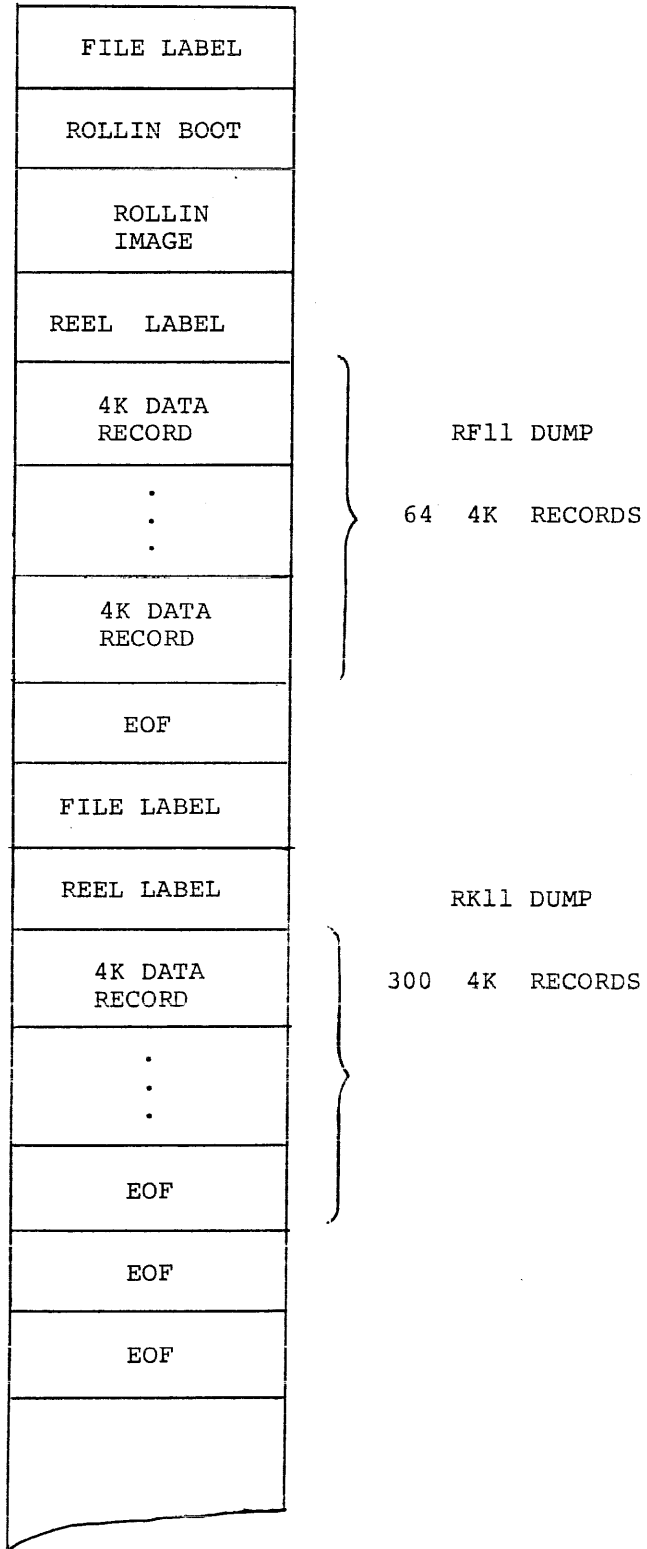 FILE LABEL
ROLLIN BOOT
ROLLIN
IMAGE
REEL LABEL
4K DATA
RECORD
RF11 DUMP
64 4K RECORDS
4K DATA
RECORD
EOF
FILE LABEL
REEL LABEL
RK11 DUMP
4K DATA
RECORD
300 4K RECORDS
EOF
EOF
EOF